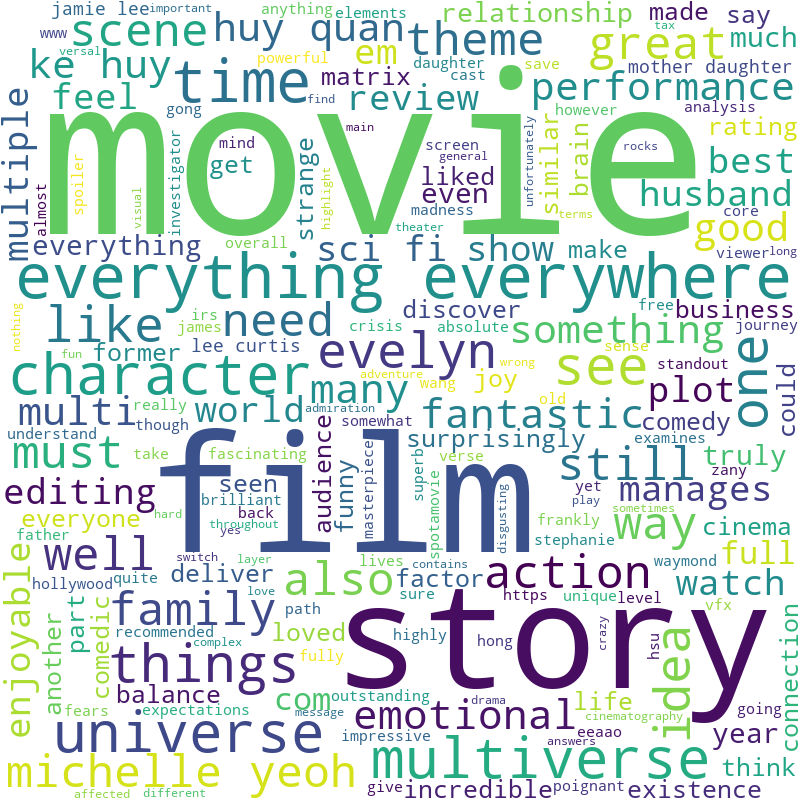 jamie lee
important
anything
elements
relationship
made
say
www
scene
huy quan
theme
great
much
versal
tax
ke huy
time
em
powerful
daughter
save
mother daughter
feel
gong
find
matrix
cast
performance
review
however
analysis
multiple
movie
main
rating
mind
screen
general
unfortunately
similar
brain
rocks
best
almost
spoiler
visual
investigator
get
strange
highlight
liked
even
terms
husband
madness
core
everything
overall
theater
good
sci fi show
make
viewer
long
everything everywhere
discover
free
business
nothing
like
irs
james
need
crisis
absolute
something
journey
former
lee curtis
evelyn
sense
standout
fun
adventure
wrong
see
one
could
character
many
wang
joy
old
plot
multi
really
world
admiration
somewhat
fantastic
comedy
understand
though
surprisingly
examines
must
take
fascinating
audience
funny
masterpiece
superb
verse
film
still
truly
zany
editing
seen
brilliant
spotamovie
disgusting
yet
play
manages
everyone
back
frankly
sometimes
father
hard
throughout
yes
stephanie
way
cinema
well
switch
layer
lives
waymond
full
hollywood
quite
deliver
contains
also
factor
action
watch
enjoyable
love
path
sure
https
unique
level
vfx
another
part
comedic
family
story
recommended
complex
loved
highly
hong
crazy
hsu
idea
connection
things
fully
balance
com
outstanding
life
fears
expectations
message
drama
cinematography
going
universe
emotional
year
impressive
eeaao
answers
michelle yeoh
multiverse
think
affected
different
give
incredible
poignant
existence